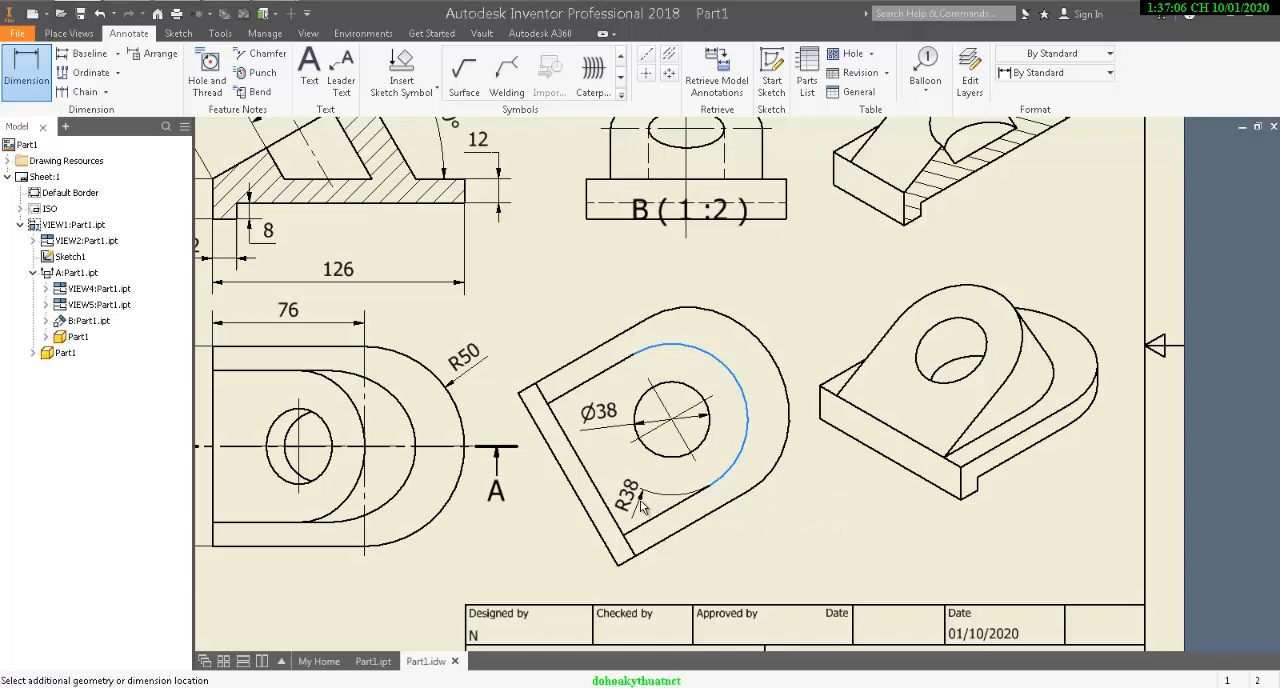 Autodesk Inventor Professional 2018 Part1
Search Help & Commands...
Sign In
1:37:06 CH 10/01/2020
File
Place Views
Annotate
Sketch
Tools
Manage
View
Environments
Get Started
Vault
Autodesk A360
Dimension
Baseline
Arrange
Ordinate
Chain
Dimension
Hole and Thread
Chamfer
Punch
Bend
Feature Notes
Text
Leader Text
Text
Insert Sketch Symbol
Surface
Welding
Impor...
Caterp...
Symbols
Retrieve Model Annotations
Retrieve
Start Sketch
Sketch
Parts List
Hole
Revision
General
Table
Balloon
Edit Layers
By Standard
By Standard
Format
Model
Part1
Drawing Resources
Sheet:1
Default Border
ISO
VIEW1:Part1.ipt
VIEW2:Part1.ipt
Sketch1
A:Part1.ipt
VIEW4:Part1.ipt
VIEW5:Part1.ipt
B:Part1.ipt
Part1
Part1
12
8
2
126
B ( 1 :2 )
76
R50
A
Ø38
R38
Designed by
N
Checked by
Approved by
Date
Date
01/10/2020
My Home
Part1.ipt
Part1.idw
Select additional geometry or dimension location
dohoakythuatnet
1
2